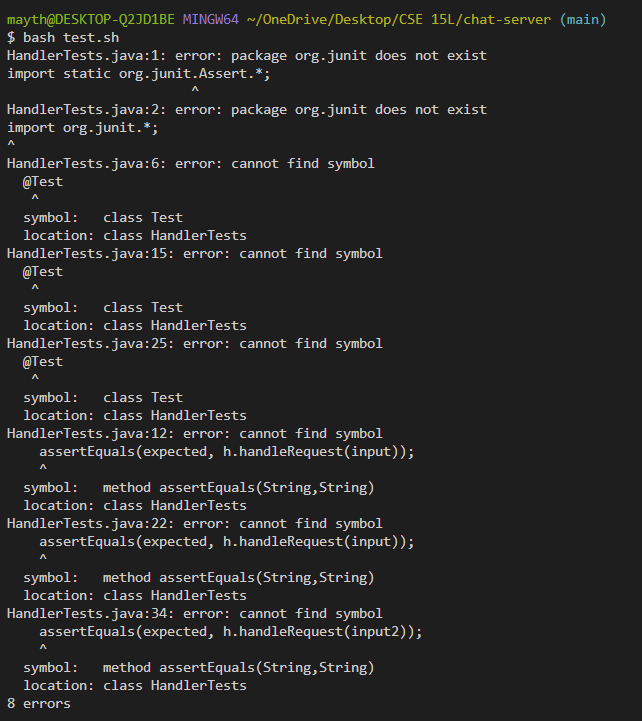 mayth@DESKTOP-Q2JD1BE MINGW64 ~/OneDrive/Desktop/CSE 15L/chat-server (main)
$ bash test.sh
HandlerTests.java:1: error: package org.junit does not exist
import static org.junit.Assert.*;
                       ^
HandlerTests.java:2: error: package org.junit does not exist
import org.junit.*;
^
HandlerTests.java:6: error: cannot find symbol
  @Test
   ^
  symbol:   class Test
  location: class HandlerTests
HandlerTests.java:15: error: cannot find symbol
  @Test
   ^
  symbol:   class Test
  location: class HandlerTests
HandlerTests.java:25: error: cannot find symbol
  @Test
   ^
  symbol:   class Test
  location: class HandlerTests
HandlerTests.java:12: error: cannot find symbol
    assertEquals(expected, h.handleRequest(input));
    ^
  symbol:   method assertEquals(String,String)
  location: class HandlerTests
HandlerTests.java:22: error: cannot find symbol
    assertEquals(expected, h.handleRequest(input));
    ^
  symbol:   method assertEquals(String,String)
  location: class HandlerTests
HandlerTests.java:34: error: cannot find symbol
    assertEquals(expected, h.handleRequest(input2));
    ^
  symbol:   method assertEquals(String,String)
  location: class HandlerTests
8 errors